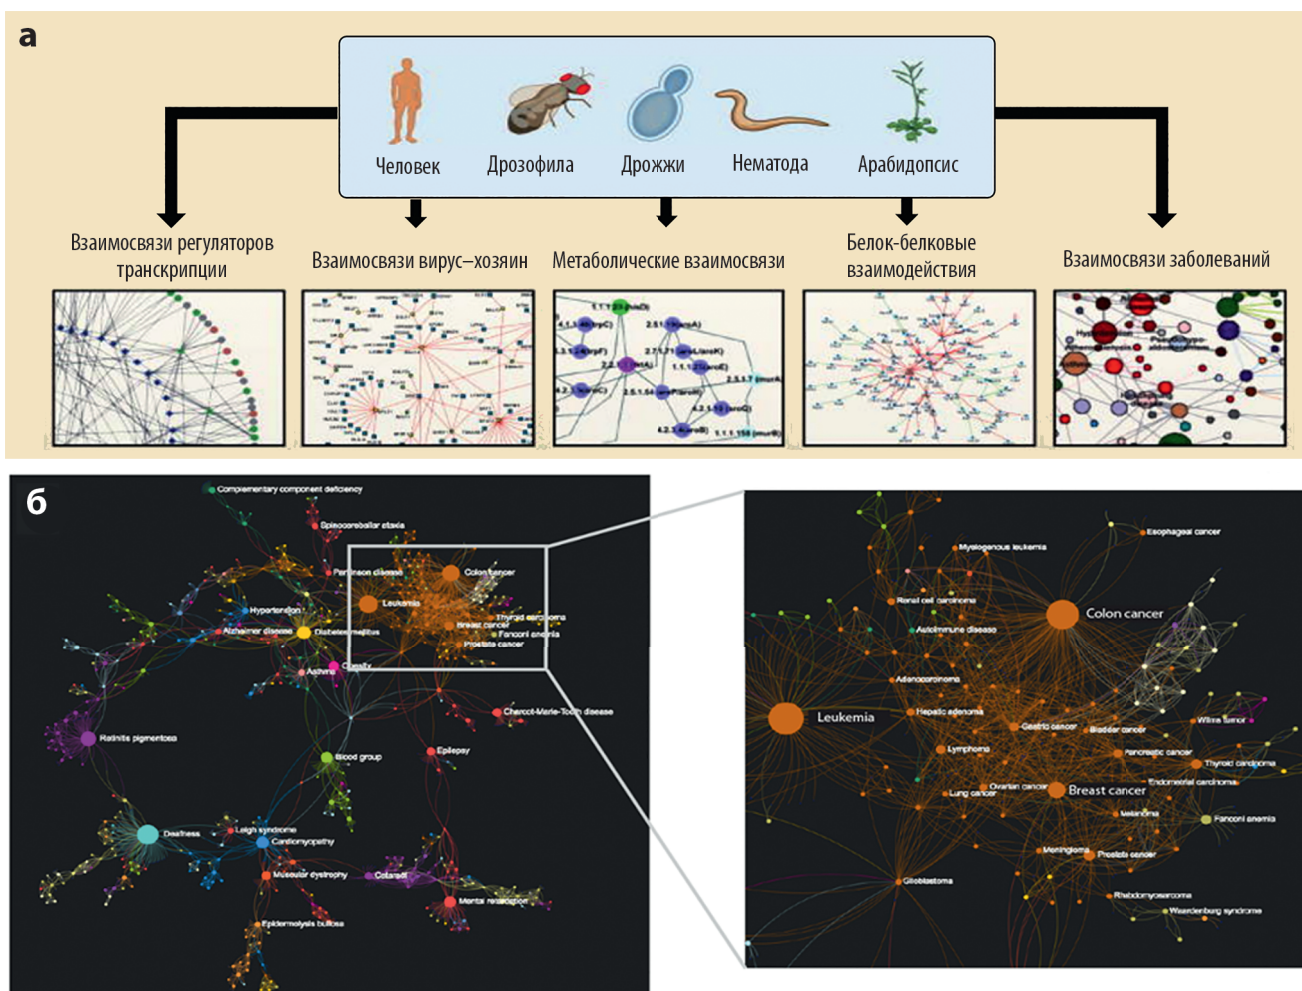 а
Человек
Дрозофила
Дрожжи
Нематода
Арабидопсис
Взаимосвязи регуляторов
транскрипции
Взаимосвязи вирус–хозяин
Метаболические взаимосвязи
Белок-белковые
взаимодействия
Взаимосвязи заболеваний
Asthma
б
Complementary component deficiency
Spinocerebellar ataxia
Parkinson disease
Colon cancer
Leukemia
Hypertension
Thyroid carcinoma
Breast cancer
Alzheimer disease
Diabetes mellitus
Fanconi anemia
Prostate cancer
Asthma
Obesity
Charcot-Marie-Tooth disease
Retinitis pigmentosa
Blood group
Epilepsy
Deafness
Leigh syndrome
Cardiomyopathy
Muscular dystrophy
Cataract
Mental retardation
Epidermolysis bullosa
Esophageal cancer
Myelogenous leukemia
Renal cell carcinoma
Colon cancer
Autoimmune disease
Adenocarcinoma
Leukemia
Hepatic adenoma
Gastric cancer
Bladder cancer
Wilms tumor
Lymphoma
Pancreatic cancer
Thyroid carcinoma
Endometrial carcinoma
Ovarian cancer
Lung cancer
Breast cancer
Melanoma
Fanconi anemia
Meningioma
Prostate cancer
Glioblastoma
Rhabdomyosarcoma
Waardenburg syndrome